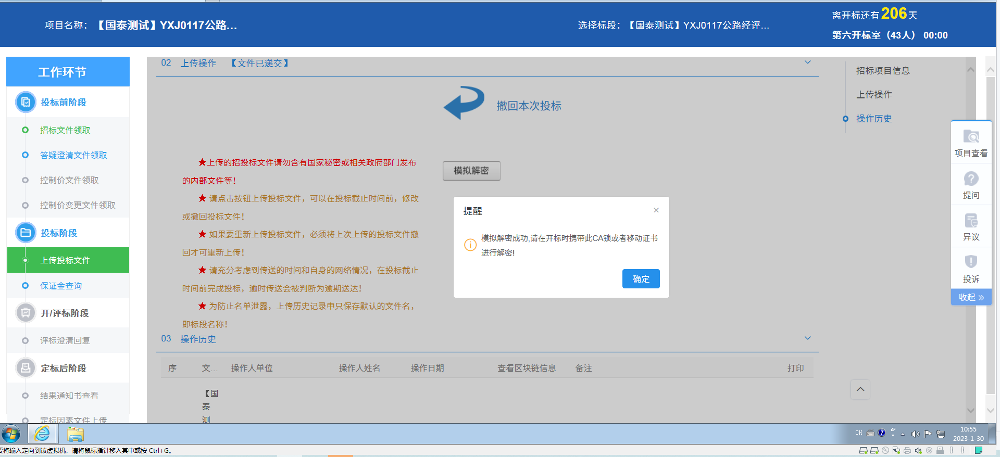 项目名称：【国泰测试】YXJ0117公路...
选择标段：【国泰测试】YXJ0117公路经评...
离开标还有206天
第六开标室（43人） 00:00
工作环节
投标前阶段
招标文件领取
答疑澄清文件领取
控制价文件领取
控制价变更文件领取
投标阶段
上传投标文件
保证金查询
开/评标阶段
评标澄清回复
定标后阶段
结果通知书查看
定标因素文件上传
02 上传操作 【文件已递交】
撤回本次投标
★上传的招投标文件请勿含有国家秘密或相关政府部门发布
的内部文件等！
★ 请点击按钮上传投标文件，可以在投标截止时间前，修改
或撤回投标文件！
★ 如果要重新上传投标文件，必须将上次上传的投标文件撤
回才可重新上传！
★ 请充分考虑到传送的时间和自身的网络情况，在投标截止
时间前完成投标，逾时传送会被判断为逾期送达！
★ 为防止名单泄露，上传历史记录中只保存默认的文件名，
即标段名称！
模拟解密
提醒
×
模拟解密成功,请在开标时携带此CA锁或者移动证书
进行解密!
确定
03 操作历史
序 文... 操作人单位 操作人姓名 操作日期 查看区块链信息 备注 打印
【国
泰
测
招标项目信息
上传操作
操作历史
项目查看
提问
异议
投诉
收起 »
CH
10:55
2023-1-30
要将输入定向到该虚拟机，请将鼠标指针移入其中或按 Ctrl+G。